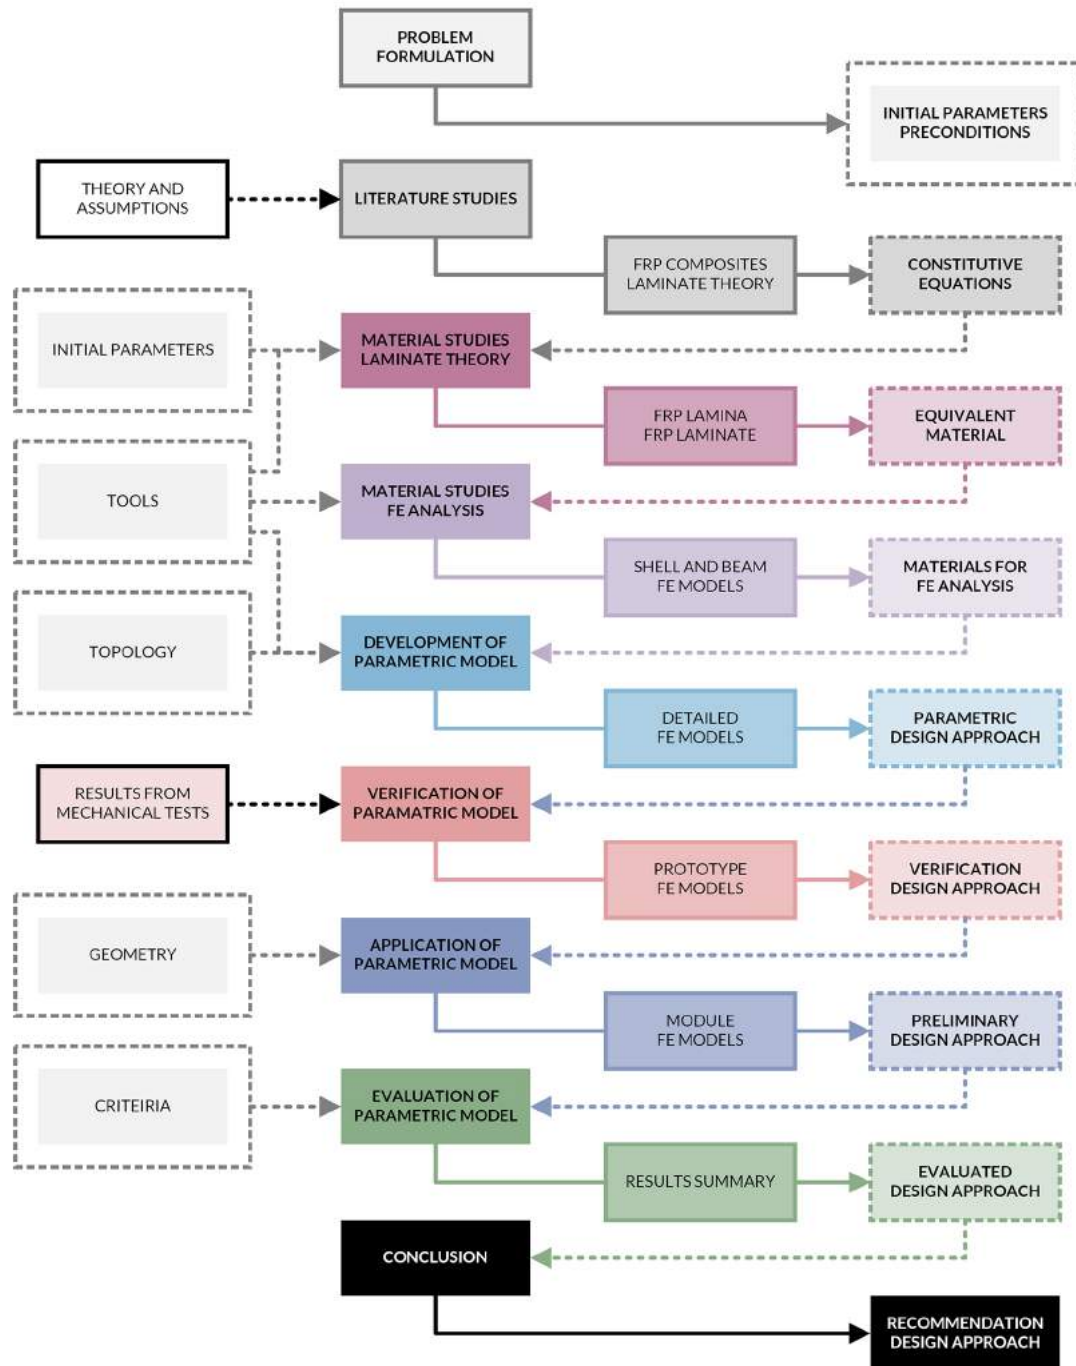 PROBLEM
FORMULATION
INITIAL PARAMETERS
PRECONDITIONS
THEORY AND
ASSUMPTIONS
LITERATURE STUDIES
FRP COMPOSITES
LAMINATE THEORY
CONSTITUTIVE
EQUATIONS
INITIAL PARAMETERS
MATERIAL STUDIES
LAMINATE THEORY
FRP LAMINA
FRP LAMINATE
EQUIVALENT
MATERIAL
TOOLS
MATERIAL STUDIES
FE ANALYSIS
SHELL AND BEAM
FE MODELS
MATERIALS FOR
FE ANALYSIS
TOPOLOGY
DEVELOPMENT OF
PARAMETRIC MODEL
DETAILED
FE MODELS
PARAMETRIC
DESIGN APPROACH
RESULTS FROM
MECHANICAL TESTS
VERIFICATION OF
PARAMATRIC MODEL
PROTOTYPE
FE MODELS
VERIFICATION
DESIGN APPROACH
GEOMETRY
APPLICATION OF
PARAMETRIC MODEL
MODULE
FE MODELS
PRELIMINARY
DESIGN APPROACH
CRITEIRIA
EVALUATION OF
PARAMETRIC MODEL
RESULTS SUMMARY
EVALUATED
DESIGN APPROACH
CONCLUSION
RECOMMENDATION
DESIGN APPROACH